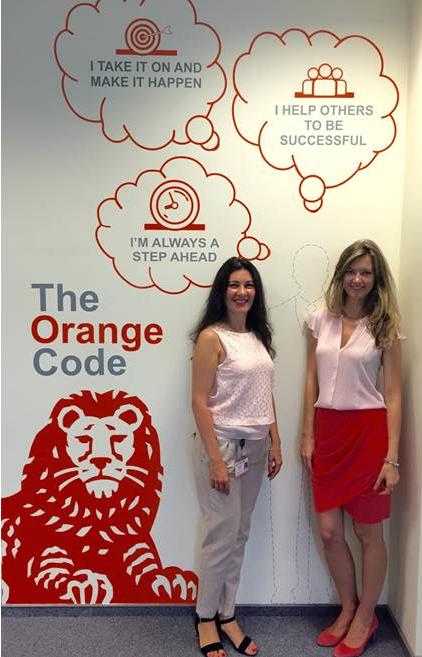 I TAKE IT ON AND
MAKE IT HAPPEN
I HELP OTHERS
TO BE
SUCCESSFUL
I'M ALWAYS A
STEP AHEAD
The
Orange
Code